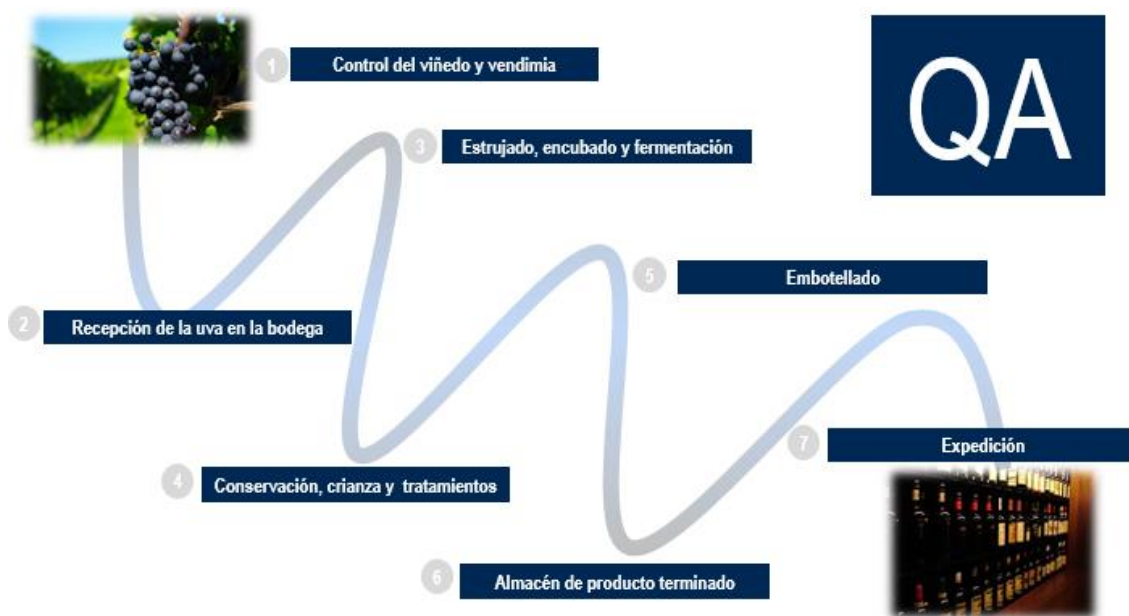 1 Control del viñedo y vendimia
QA
3 Estrujado, encubado y fermentación
5 Embotellado
2 Recepción de la uva en la bodega
7 Expedición
4 Conservación, crianza y tratamientos
6 Almacén de producto terminado